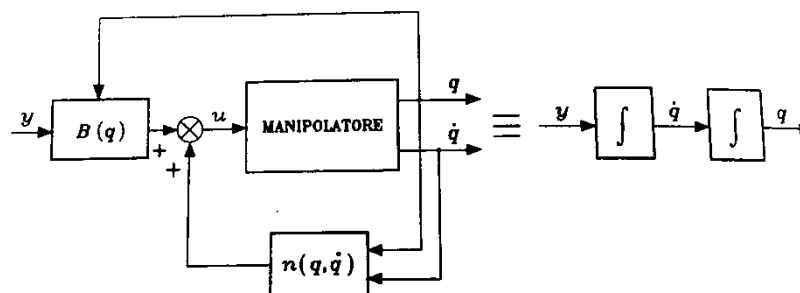 y
B(q)
+
+
u
MANIPOLATORE
q
q̇
n(q,q̇)
≡
y
∫
q̇
∫
q